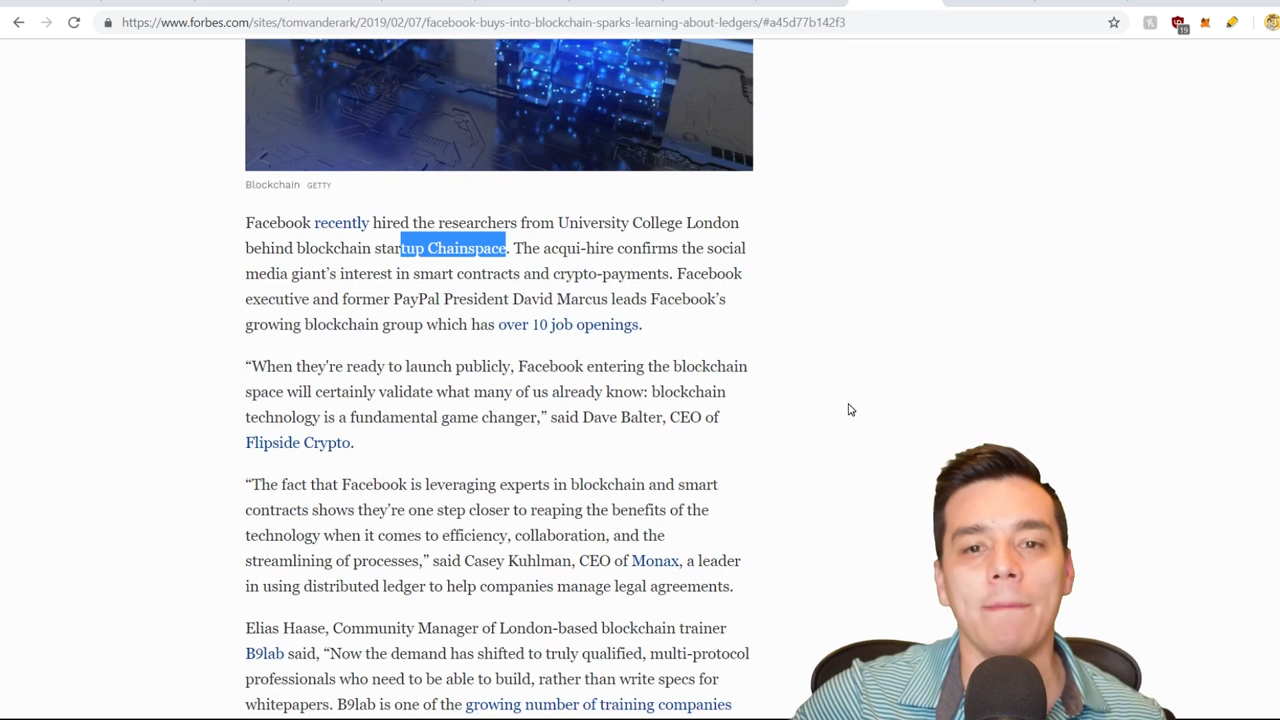 https://www.forbes.com/sites/tomvanderark/2019/02/07/facebook-buys-into-blockchain-sparks-learning-about-ledgers/#a45d77b142f3
19
Blockchain GETTY
Facebook recently hired the researchers from University College London
behind blockchain startup Chainspace. The acqui-hire confirms the social
media giant’s interest in smart contracts and crypto-payments. Facebook
executive and former PayPal President David Marcus leads Facebook’s
growing blockchain group which has over 10 job openings.
“When they're ready to launch publicly, Facebook entering the blockchain
space will certainly validate what many of us already know: blockchain
technology is a fundamental game changer,” said Dave Balter, CEO of
Flipside Crypto.
“The fact that Facebook is leveraging experts in blockchain and smart
contracts shows they’re one step closer to reaping the benefits of the
technology when it comes to efficiency, collaboration, and the
streamlining of processes,” said Casey Kuhlman, CEO of Monax, a leader
in using distributed ledger to help companies manage legal agreements.
Elias Haase, Community Manager of London-based blockchain trainer
B9lab said, “Now the demand has shifted to truly qualified, multi-protocol
professionals who need to be able to build, rather than write specs for
whitepapers. B9lab is one of the growing number of training companies